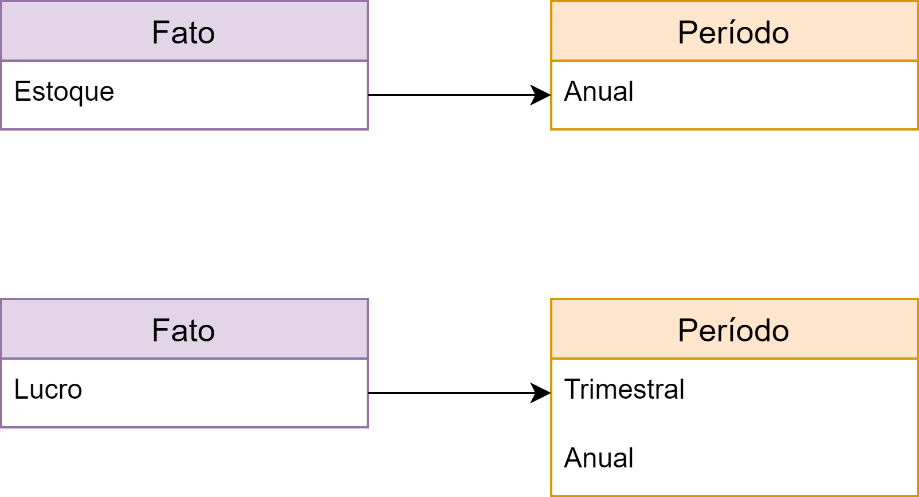 Fato
Período
Estoque
Anual
Fato
Período
Lucro
Trimestral
Anual